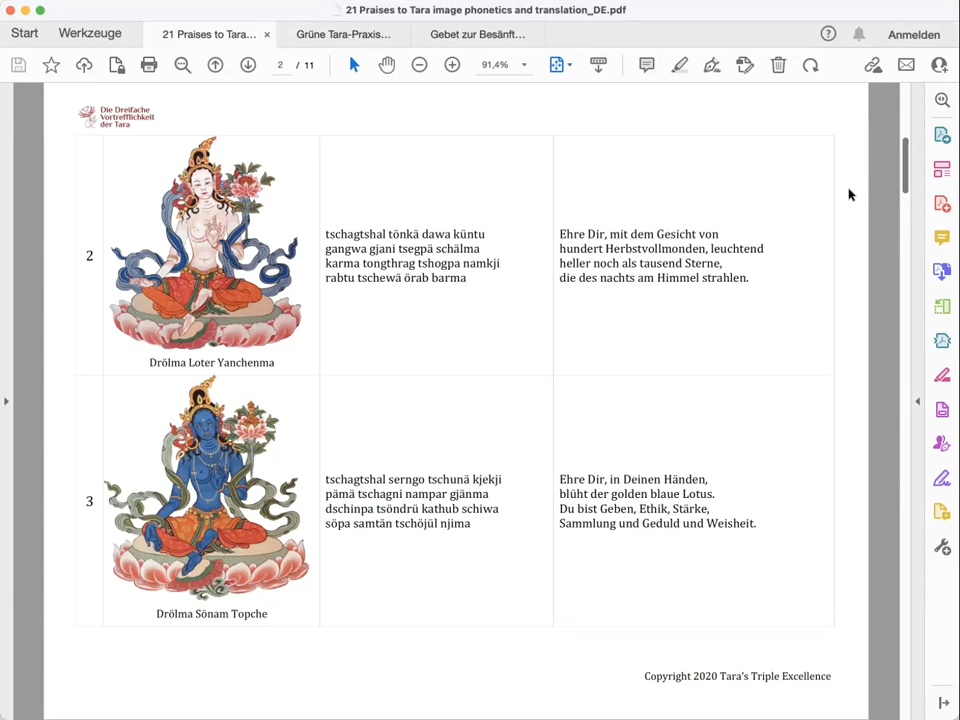 21 Praises to Tara image phonetics and translation_DE.pdf
Start
Werkzeuge
21 Praises to Tara...
Grüne Tara-Praxis...
Gebet zur Besänft...
Anmelden
2 / 11
91,4%
Die Dreifache
Vortrefflichkeit
der Tara
2
tschagtshal tönkä dawa küntu
gangwa gjani tsegpä schälma
karma tongthrag tshogpa namkji
rabtu tschewä örab barma
Ehre Dir, mit dem Gesicht von
hundert Herbstvollmonden, leuchtend
heller noch als tausend Sterne,
die des nachts am Himmel strahlen.
Drölma Loter Yanchenma
3
tschagtshal serngo tschunä kjekji
pämä tschagni nampar gjänma
dschinpa tsöndrü kathub schiwa
söpa samtän tschöjül njima
Ehre Dir, in Deinen Händen,
blüht der golden blaue Lotus.
Du bist Geben, Ethik, Stärke,
Sammlung und Geduld und Weisheit.
Drölma Sönam Topche
Copyright 2020 Tara's Triple Excellence